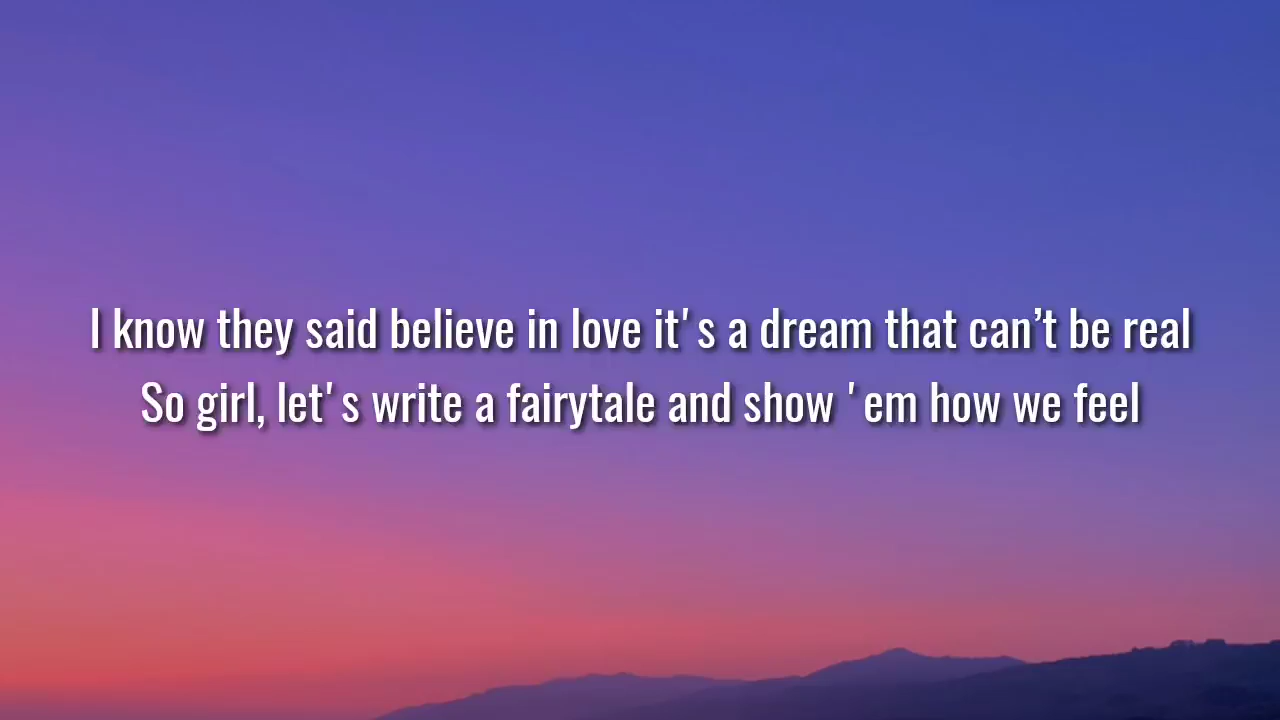 I know they said believe in love it's a dream that can’t be real
So girl, let's write a fairytale and show 'em how we feel